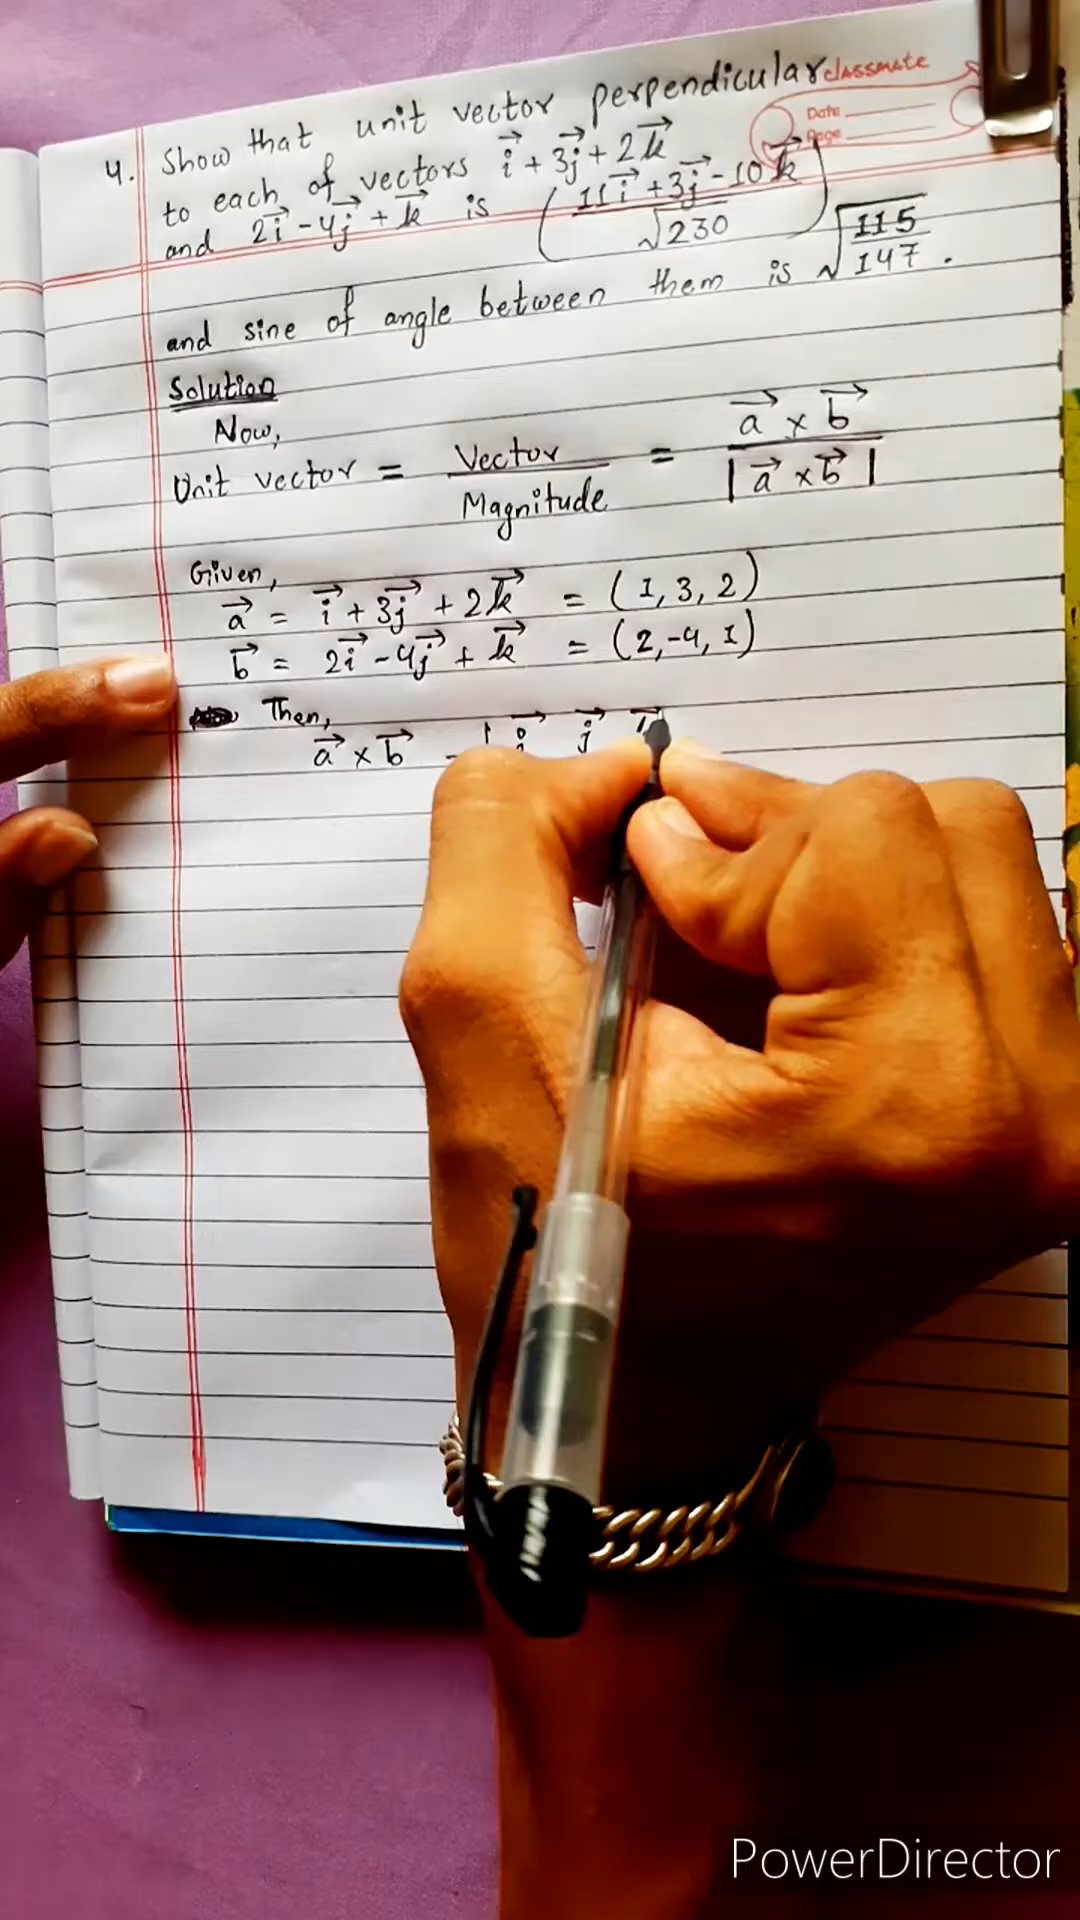 classmate
Date
Page
4. Show that unit vector perpendicular
to each of vectors i⃗ + 3j⃗ + 2k⃗
and 2i⃗ - 4j⃗ + k⃗ is (11i⃗ + 3j⃗ - 10k⃗ / √230)
and sine of angle between them is √115/147 .
Solution
Now,
Unit vector = Vector / Magnitude = a⃗ × b⃗ / |a⃗ × b⃗|
Given,
a⃗ = i⃗ + 3j⃗ + 2k⃗ = (1, 3, 2)
b⃗ = 2i⃗ - 4j⃗ + k⃗ = (2, -4, 1)
Then,
a⃗ × b⃗ = | i⃗ j⃗
PowerDirector